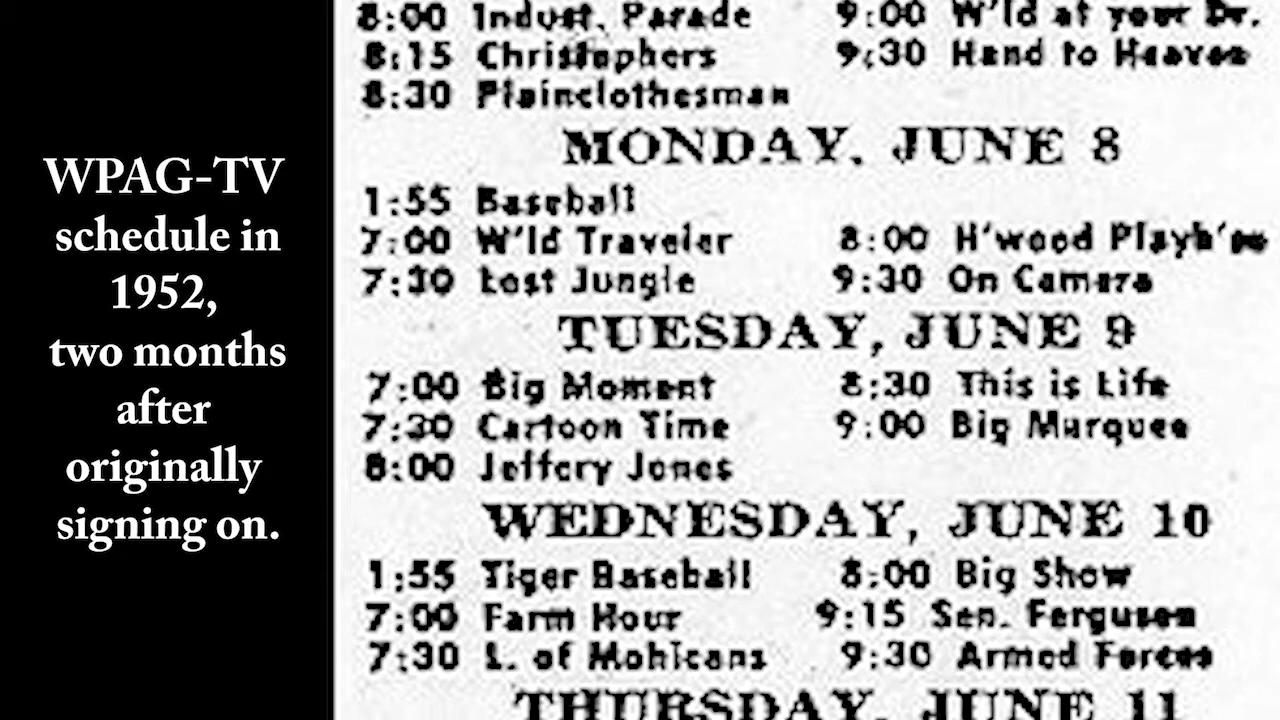 WPAG-TV
schedule in
1952,
two months
after
originally
signing on.
8:00 Indust. Parade
8:15 Christophers
8:30 Plainclothesman
9:00 W'ld at your Dr.
9:30 Hand to Heaven
MONDAY, JUNE 8
1:55 Baseball
7:00 W'ld Traveler
7:30 Lost Jungle
8:00 H'wood Playh'se
9:30 On Camera
TUESDAY, JUNE 9
7:00 Big Moment
7:30 Cartoon Time
8:00 Jeffery Jones
8:30 This is Life
9:00 Big Marquee
WEDNESDAY, JUNE 10
1:55 Tiger Baseball
7:00 Farm Hour
7:30 L. of Mohicans
8:00 Big Show
9:15 Sen. Ferguson
9:30 Armed Forces
THURSDAY, JUNE 11